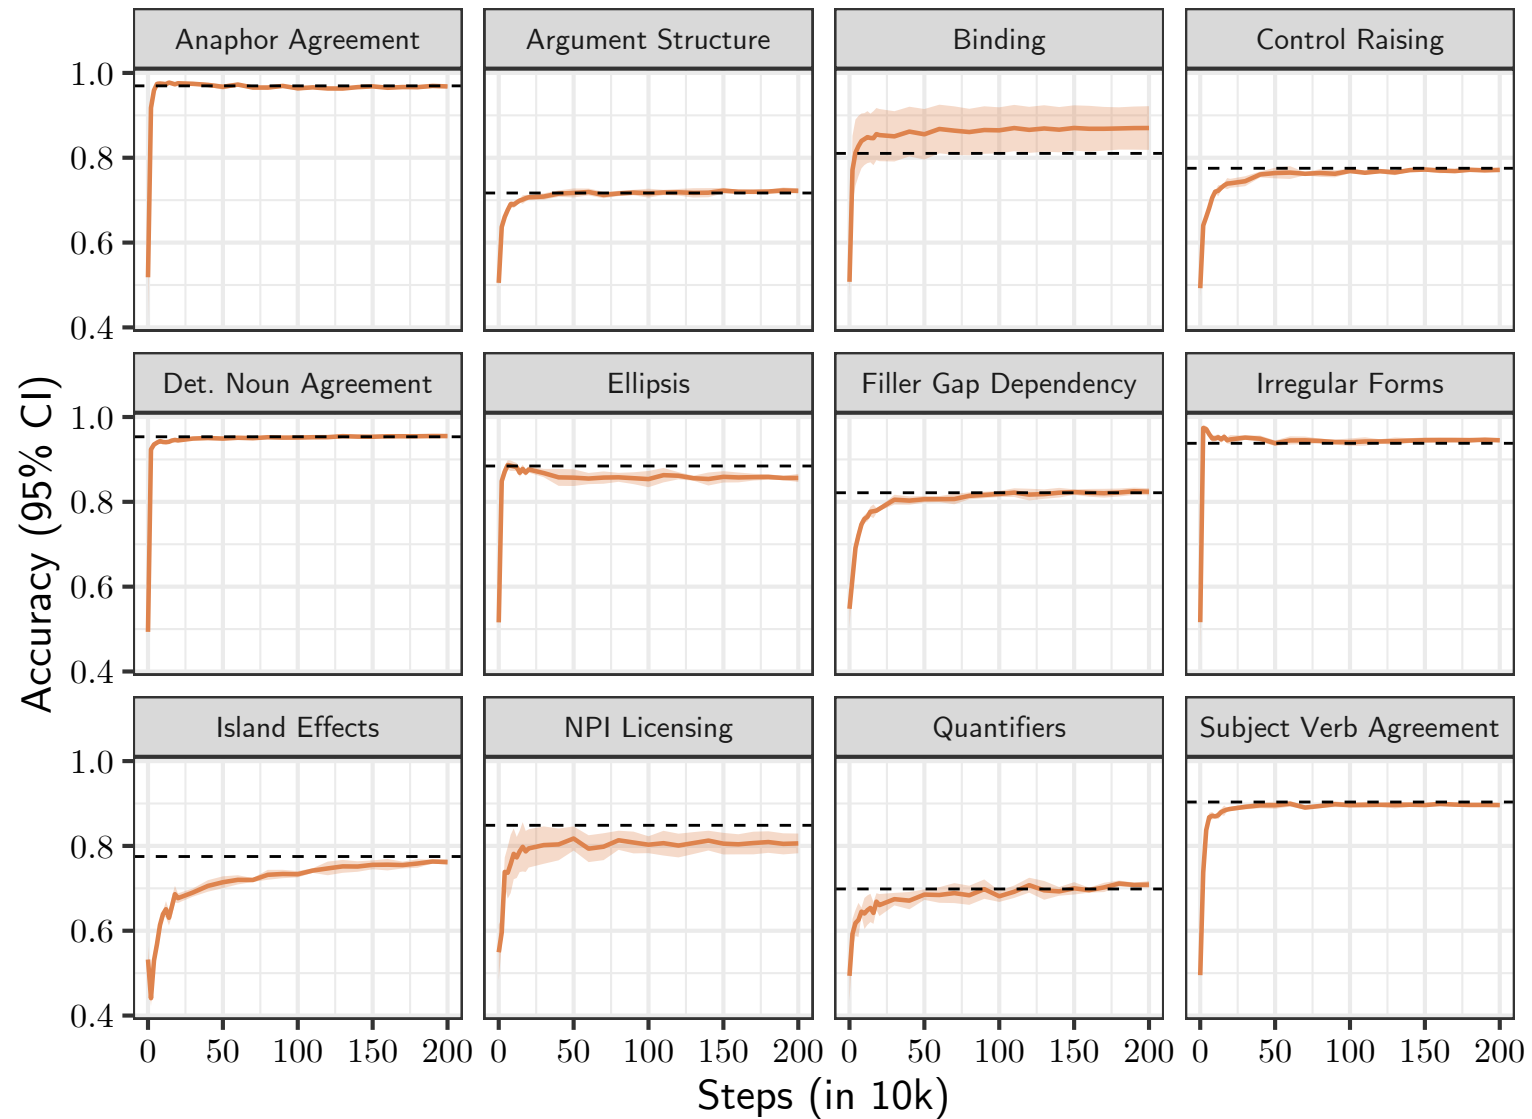 Anaphor Agreement
Argument Structure
Binding
Control Raising
1.0
0.8
0.6
0.4
Det. Noun Agreement
Ellipsis
Filler Gap Dependency
Irregular Forms
1.0
0.8
0.6
0.4
Accuracy (95% CI)
Island Effects
NPI Licensing
Quantifiers
Subject Verb Agreement
1.0
0.8
0.6
0.4
0 50 100 150 200
0 50 100 150 200
0 50 100 150 200
0 50 100 150 200
Steps (in 10k)